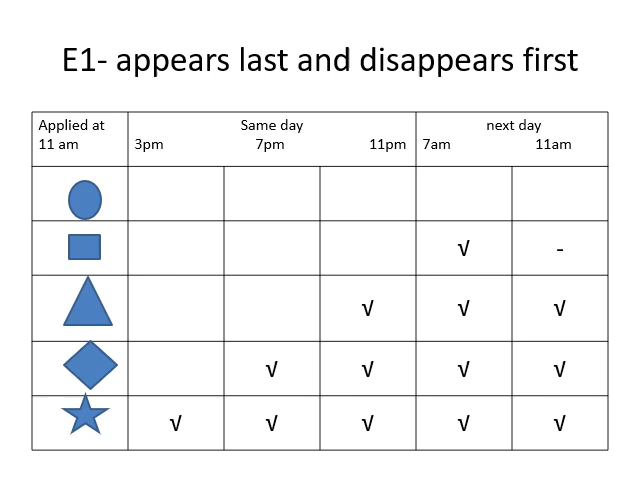 E1- appears last and disappears first
Applied at 11 am
Same day
3pm 7pm 11pm
next day
7am 11am
√ -
√ √ √
√ √ √ √
√ √ √ √ √